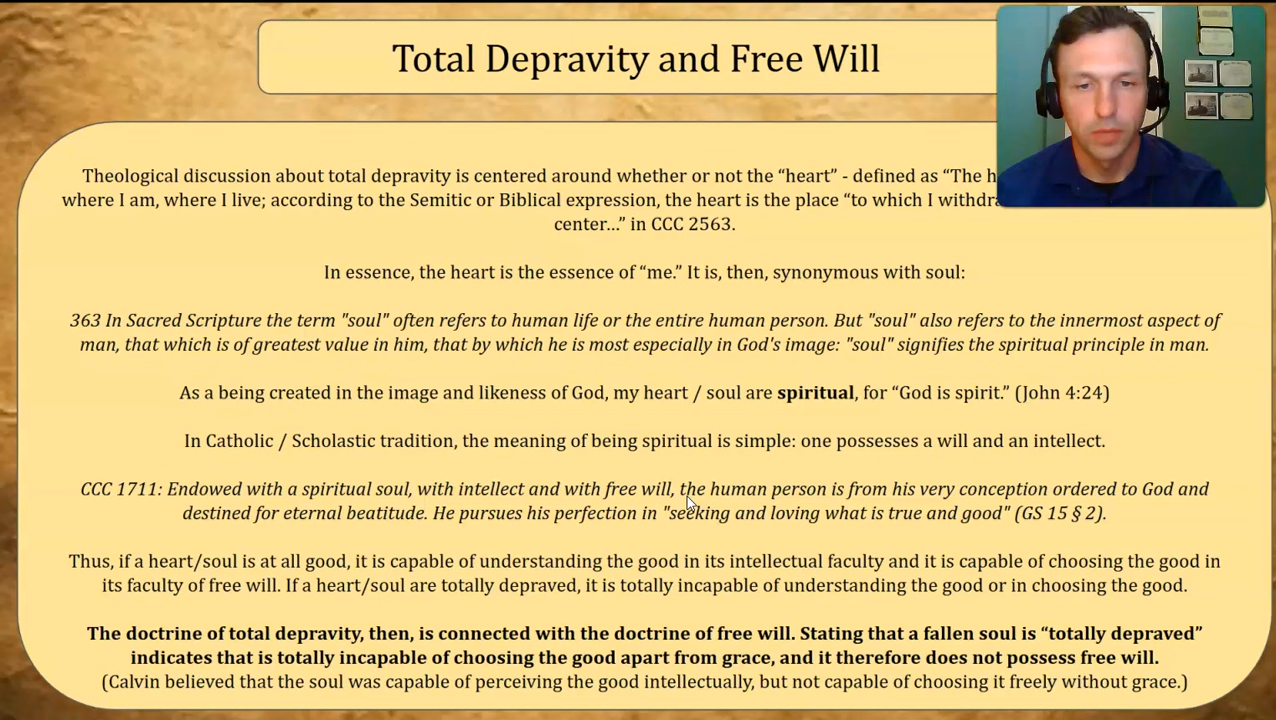 Total Depravity and Free Will
Theological discussion about total depravity is centered around whether or not the “heart” - defined as “The
where I am, where I live; according to the Semitic or Biblical expression, the heart is the place “to which I
center…” in CCC 2563.
In essence, the heart is the essence of “me.” It is, then, synonymous with soul:
363 In Sacred Scripture the term "soul" often refers to human life or the entire human person. But "soul" also refers to the innermost aspect of
man, that which is of greatest value in him, that by which he is most especially in God's image: "soul" signifies the spiritual principle in man.
As a being created in the image and likeness of God, my heart / soul are spiritual, for “God is spirit.” (John 4:24)
In Catholic / Scholastic tradition, the meaning of being spiritual is simple: one possesses a will and an intellect.
CCC 1711: Endowed with a spiritual soul, with intellect and with free will, the human person is from his very conception ordered to God and
destined for eternal beatitude. He pursues his perfection in "seeking and loving what is true and good" (GS 15 § 2).
Thus, if a heart/soul is at all good, it is capable of understanding the good in its intellectual faculty and it is capable of choosing the good in
its faculty of free will. If a heart/soul are totally depraved, it is totally incapable of understanding the good or in choosing the good.
The doctrine of total depravity, then, is connected with the doctrine of free will. Stating that a fallen soul is “totally depraved”
indicates that is totally incapable of choosing the good apart from grace, and it therefore does not possess free will.
(Calvin believed that the soul was capable of perceiving the good intellectually, but not capable of choosing it freely without grace.)